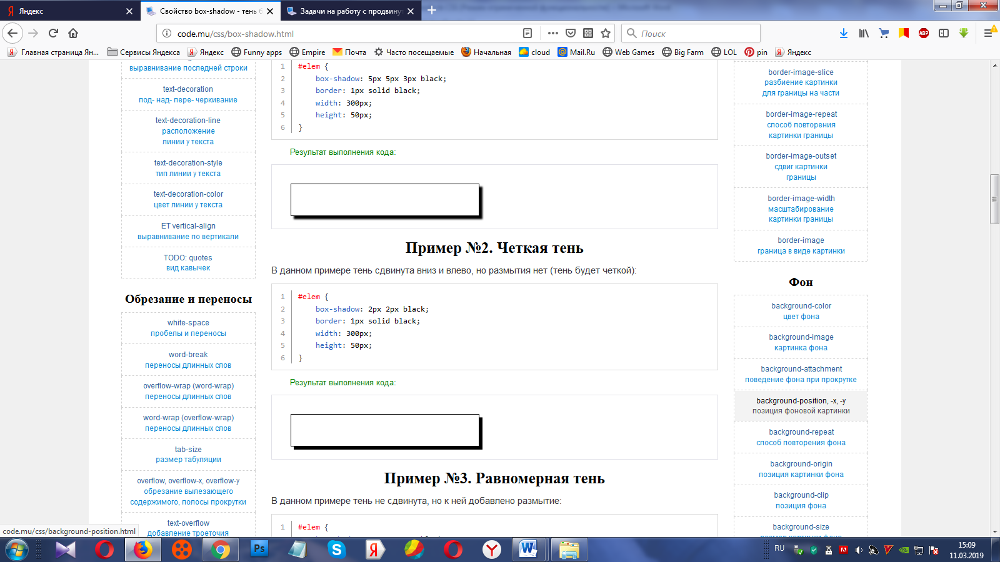 Яндекс
Свойство box-shadow - тень б
Задачи на работу с продвинут
code.mu/css/box-shadow.html
Поиск
Главная страница Ян...
Сервисы Яндекса
Яндекс
Funny apps
Empire
Почта
Часто посещаемые
Начальная
cloud
Mail.Ru
Web Games
Big Farm
LOL
pin
Яндекс
выравнивание последней строки
text-decoration
под- над- пере- черкивание
text-decoration-line
расположение
линии у текста
text-decoration-style
тип линии у текста
text-decoration-color
цвет линии у текста
ET vertical-align
выравнивание по вертикали
TODO: quotes
вид кавычек
Обрезание и переносы
white-space
пробелы и переносы
word-break
переносы длинных слов
overflow-wrap (word-wrap)
переносы длинных слов
word-wrap (overflow-wrap)
переносы длинных слов
tab-size
размер табуляции
overflow, overflow-x, overflow-y
обрезание вылезающего
содержимого, полосы прокрутки
text-overflow
добавление троеточия
1 #elem {
2 box-shadow: 5px 5px 3px black;
3 border: 1px solid black;
4 width: 300px;
5 height: 50px;
6 }
Результат выполнения кода:
Пример №2. Четкая тень
В данном примере тень сдвинута вниз и влево, но размытия нет (тень будет четкой):
1 #elem {
2 box-shadow: 2px 2px black;
3 border: 1px solid black;
4 width: 300px;
5 height: 50px;
6 }
Результат выполнения кода:
Пример №3. Равномерная тень
В данном примере тень не сдвинута, но к ней добавлено размытие:
1 #elem {
border-image-slice
разбиение картинки
для границы на части
border-image-repeat
способ повторения
картинки границы
border-image-outset
сдвиг картинки
границы
border-image-width
масштабирование
картинки границы
border-image
граница в виде картинки
Фон
background-color
цвет фона
background-image
картинка фона
background-attachment
поведение фона при прокрутке
background-position, -x, -y
позиция фоновой картинки
background-repeat
способ повторения фона
background-origin
позиция картинки фона
background-clip
позиция фона
background-size
размер картинки фона
code.mu/css/background-position.html
RU
15:09
11.03.2019